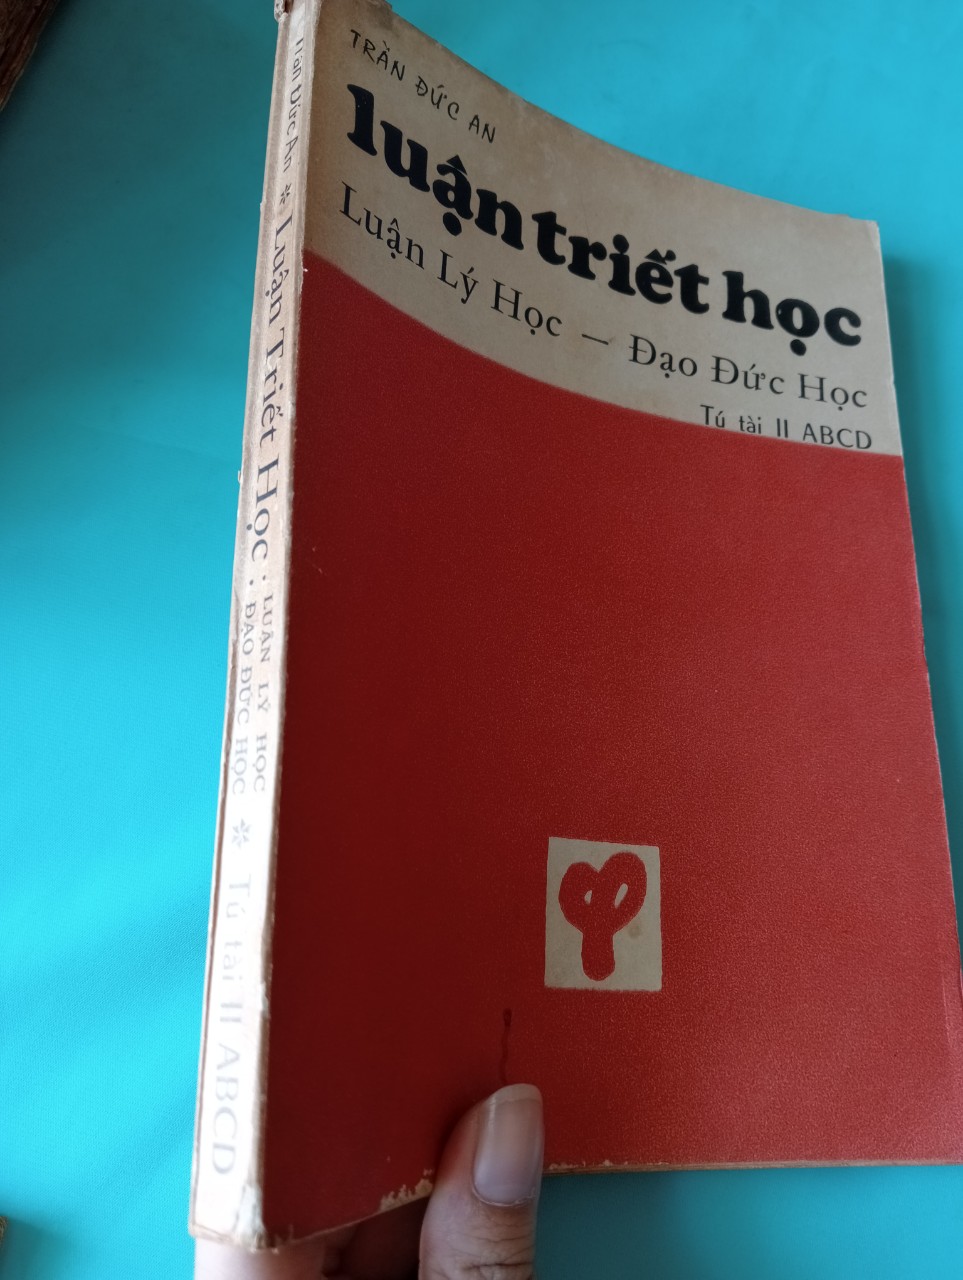 TRẦN ĐỨC AN
luận triết học
Luận Lý Học — Đạo Đức Học
Tú tài II ABCD
Trần Đức An * LUẬN TRIẾT HỌC · LUẬN LÝ HỌC
· ĐẠO ĐỨC HỌC * Tú tài II ABCD